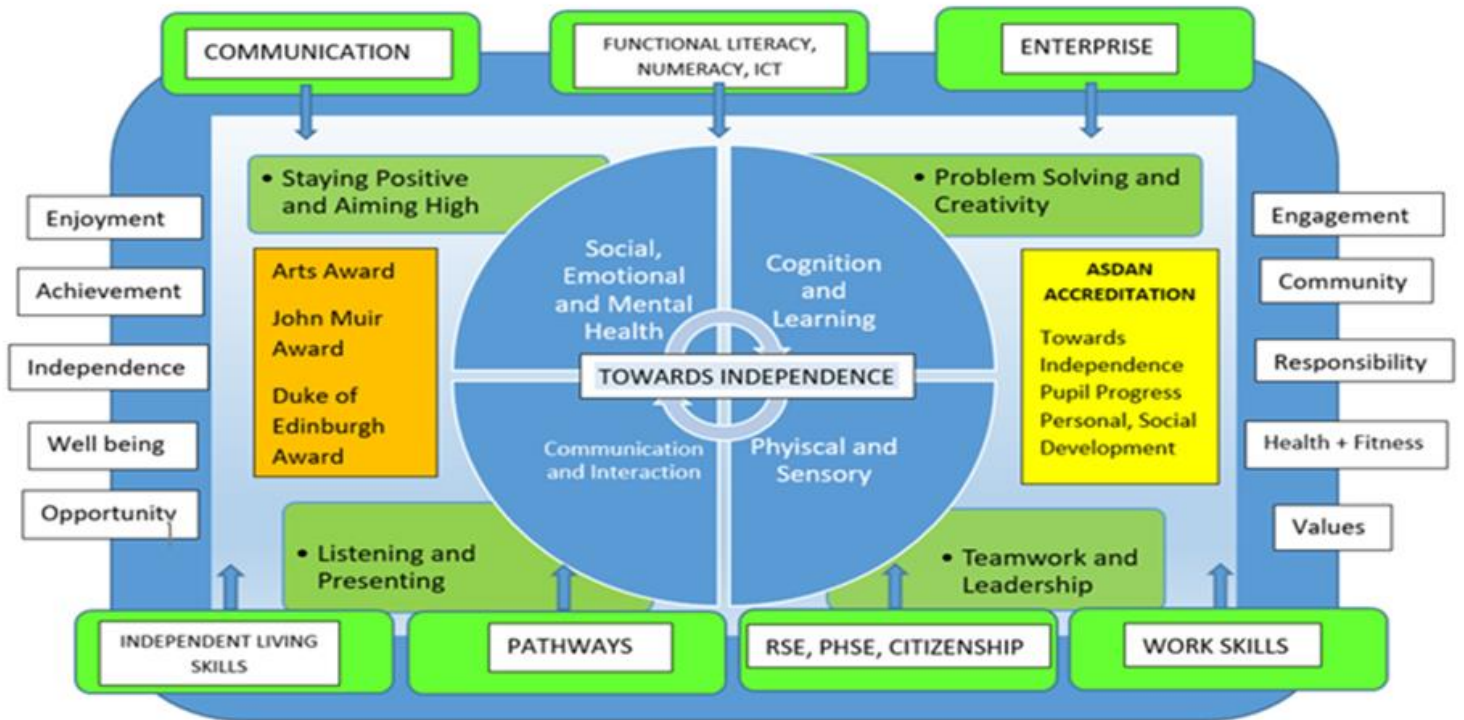 COMMUNICATION
FUNCTIONAL LITERACY,
NUMERACY, ICT
ENTERPRISE
• Staying Positive
and Aiming High
• Problem Solving and
Creativity
Enjoyment
Achievement
Independence
Well being
Opportunity
Arts Award
John Muir
Award
Duke of
Edinburgh
Award
Social,
Emotional
and Mental
Health
Cognition
and
Learning
TOWARDS INDEPENDENCE
Communication
and Interaction
Phyiscal and
Sensory
ASDAN
ACCREDITATION
Towards
Independence
Pupil Progress
Personal, Social
Development
Engagement
Community
Responsibility
Health + Fitness
Values
• Listening and
Presenting
• Teamwork and
Leadership
INDEPENDENT LIVING
SKILLS
PATHWAYS
RSE, PHSE, CITIZENSHIP
WORK SKILLS